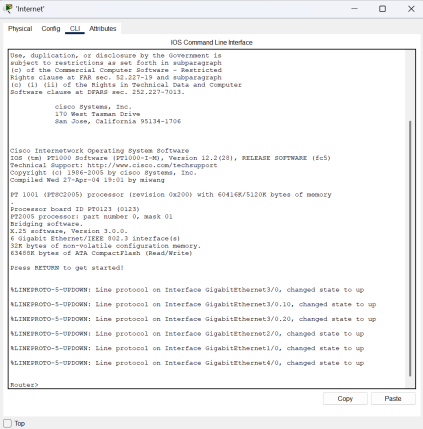 'Internet'
Physical Config CLI Attributes
IOS Command Line Interface
Use, duplication, or disclosure by the Government is
subject to restrictions as set forth in subparagraph
(c) of the Commercial Computer Software - Restricted
Rights clause at FAR sec. 52.227-19 and subparagraph
(c) (1) (ii) of the Rights in Technical Data and Computer
Software clause at DFARS sec. 252.227-7013.
cisco Systems, Inc.
170 West Tasman Drive
San Jose, California 95134-1706
Cisco Internetwork Operating System Software
IOS (tm) PT1000 Software (PT1000-I-M), Version 12.2(28), RELEASE SOFTWARE (fc5)
Technical Support: http://www.cisco.com/techsupport
Copyright (c) 1986-2005 by cisco Systems, Inc.
Compiled Wed 27-Apr-04 19:01 by miwang
PT 1001 (PTSC2005) processor (revision 0x200) with 60416K/5120K bytes of memory
.
Processor board ID PT0123 (0123)
PT2005 processor: part number 0, mask 01
Bridging software.
X.25 software, Version 3.0.0.
6 Gigabit Ethernet/IEEE 802.3 interface(s)
32K bytes of non-volatile configuration memory.
63488K bytes of ATA CompactFlash (Read/Write)
Press RETURN to get started!
%LINEPROTO-5-UPDOWN: Line protocol on Interface GigabitEthernet3/0, changed state to up
%LINEPROTO-5-UPDOWN: Line protocol on Interface GigabitEthernet3/0.10, changed state to up
%LINEPROTO-5-UPDOWN: Line protocol on Interface GigabitEthernet3/0.20, changed state to up
%LINEPROTO-5-UPDOWN: Line protocol on Interface GigabitEthernet2/0, changed state to up
%LINEPROTO-5-UPDOWN: Line protocol on Interface GigabitEthernet1/0, changed state to up
%LINEPROTO-5-UPDOWN: Line protocol on Interface GigabitEthernet4/0, changed state to up
Router>
Copy Paste
Top